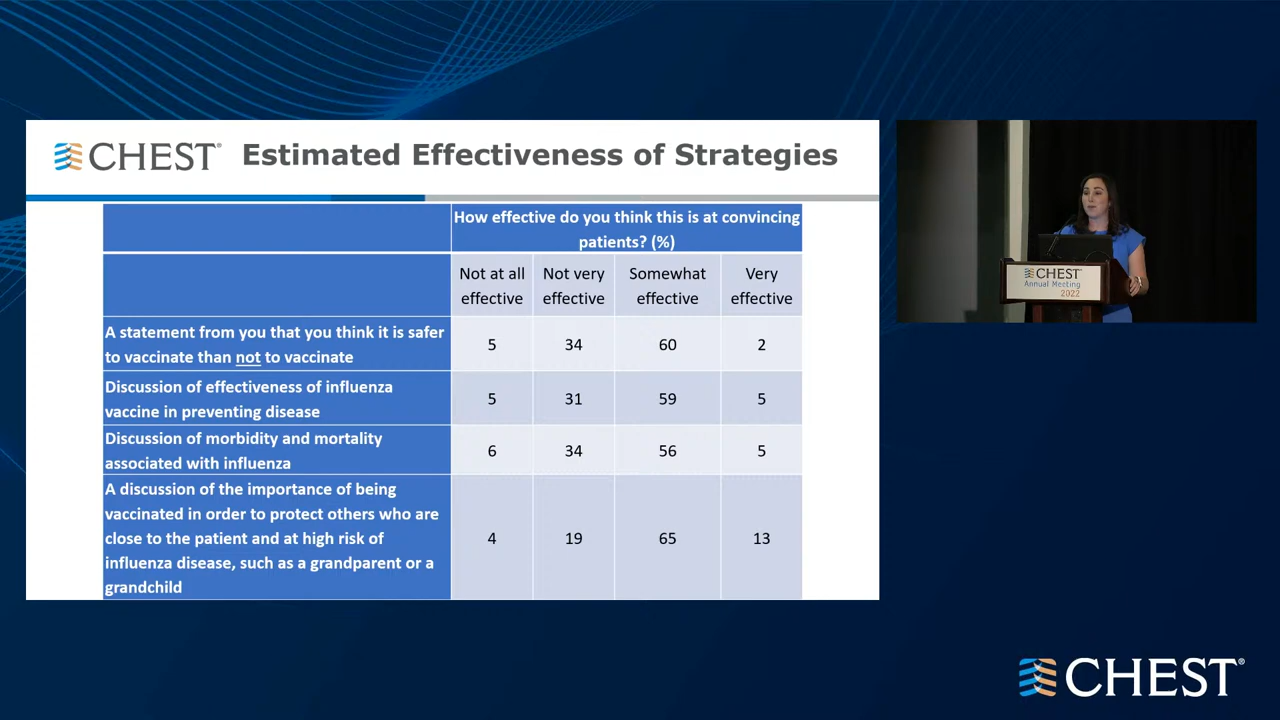 CHEST® Estimated Effectiveness of Strategies
How effective do you think this is at convincing
patients? (%)
Not at all
effective
Not very
effective
Somewhat
effective
Very
effective
A statement from you that you think it is safer
to vaccinate than not to vaccinate
5 34 60 2
Discussion of effectiveness of influenza
vaccine in preventing disease
5 31 59 5
Discussion of morbidity and mortality
associated with influenza
6 34 56 5
A discussion of the importance of being
vaccinated in order to protect others who are
close to the patient and at high risk of
influenza disease, such as a grandparent or a
grandchild
4 19 65 13
CHEST
Annual Meeting
2022
CHEST®